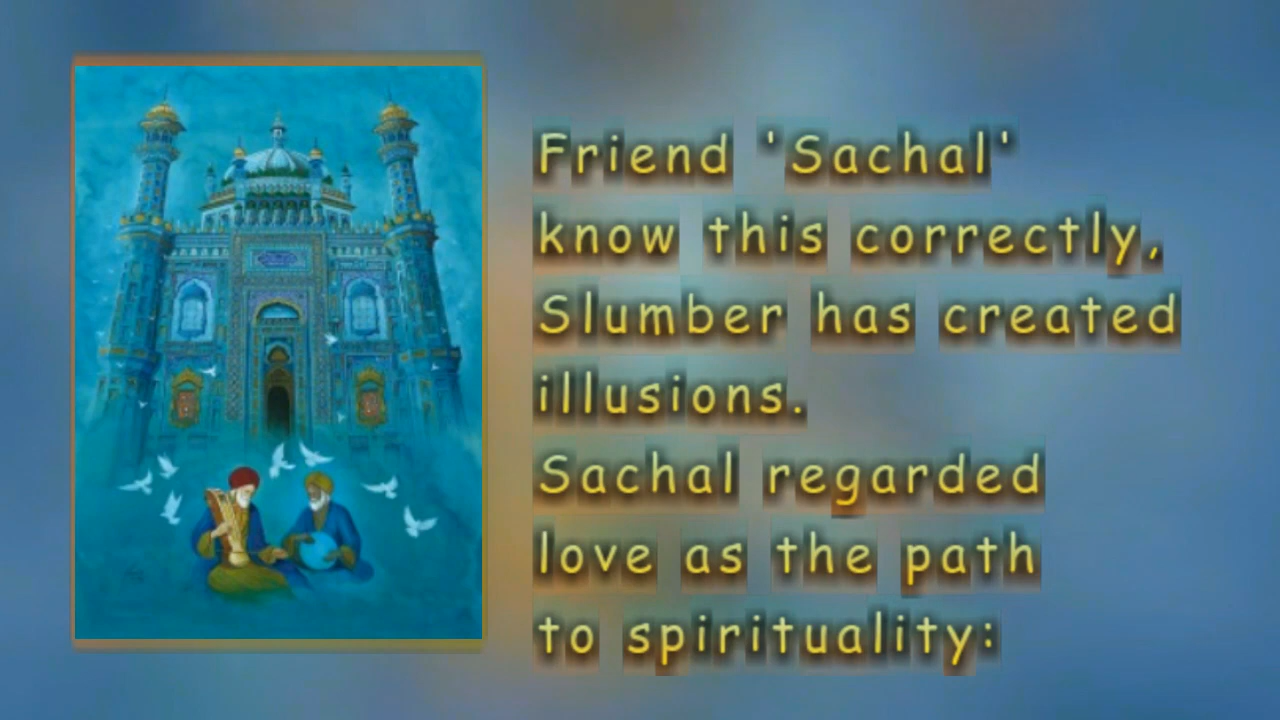 Friend 'Sachal'
know this correctly,
Slumber has created
illusions.
Sachal regarded
love as the path
to spirituality: